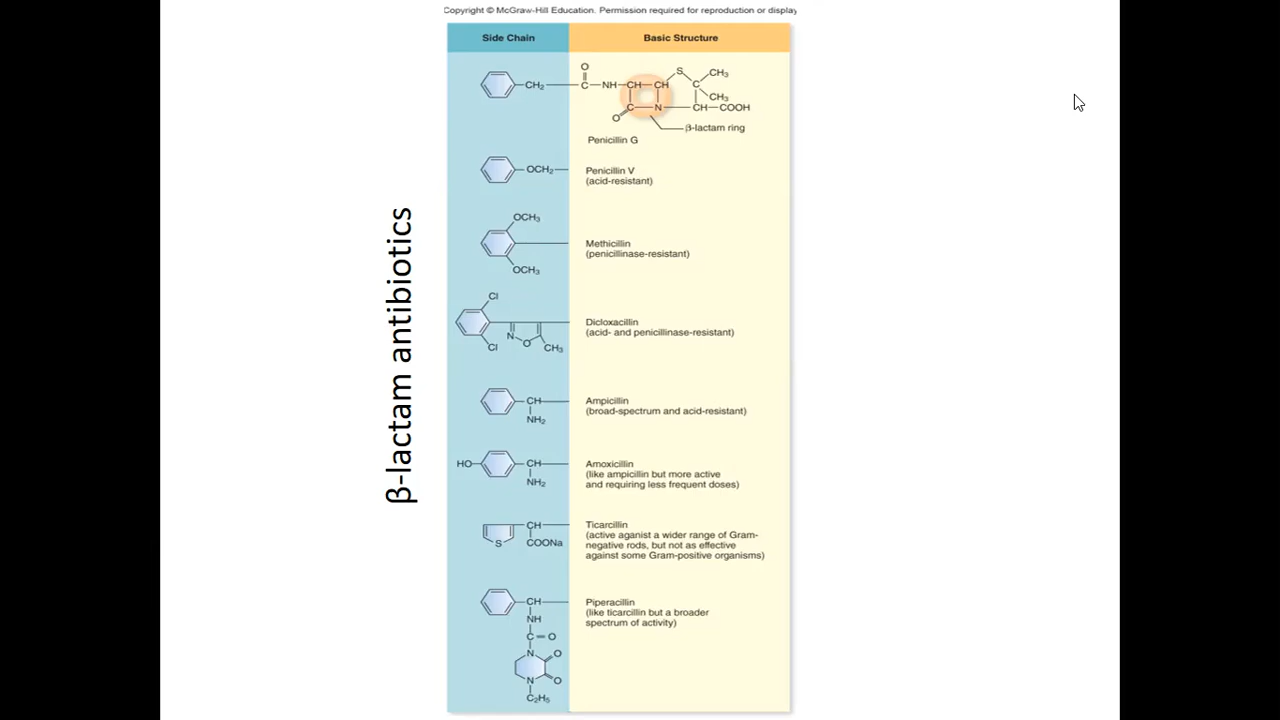 Copyright © McGraw-Hill Education. Permission required for reproduction or display
β-lactam antibiotics
Side Chain Basic Structure
O
S CH₃
CH₂ C NH CH CH C
CH₃
C N CH COOH
O
β-lactam ring
Penicillin G
OCH₂ Penicillin V
(acid-resistant)
OCH₃
Methicillin
(penicillinase-resistant)
OCH₃
Cl
Dicloxacillin
(acid- and penicillinase-resistant)
N O
Cl CH₃
CH Ampicillin
(broad-spectrum and acid-resistant)
NH₂
HO CH Amoxicillin
(like ampicillin but more active
NH₂ and requiring less frequent doses)
CH Ticarcillin
(active aganist a wider range of Gram-
S COONa negative rods, but not as effective
against some Gram-positive organisms)
CH Piperacillin
(like ticarcillin but a broader
NH spectrum of activity)
C=O
N O
N O
C₂H₅